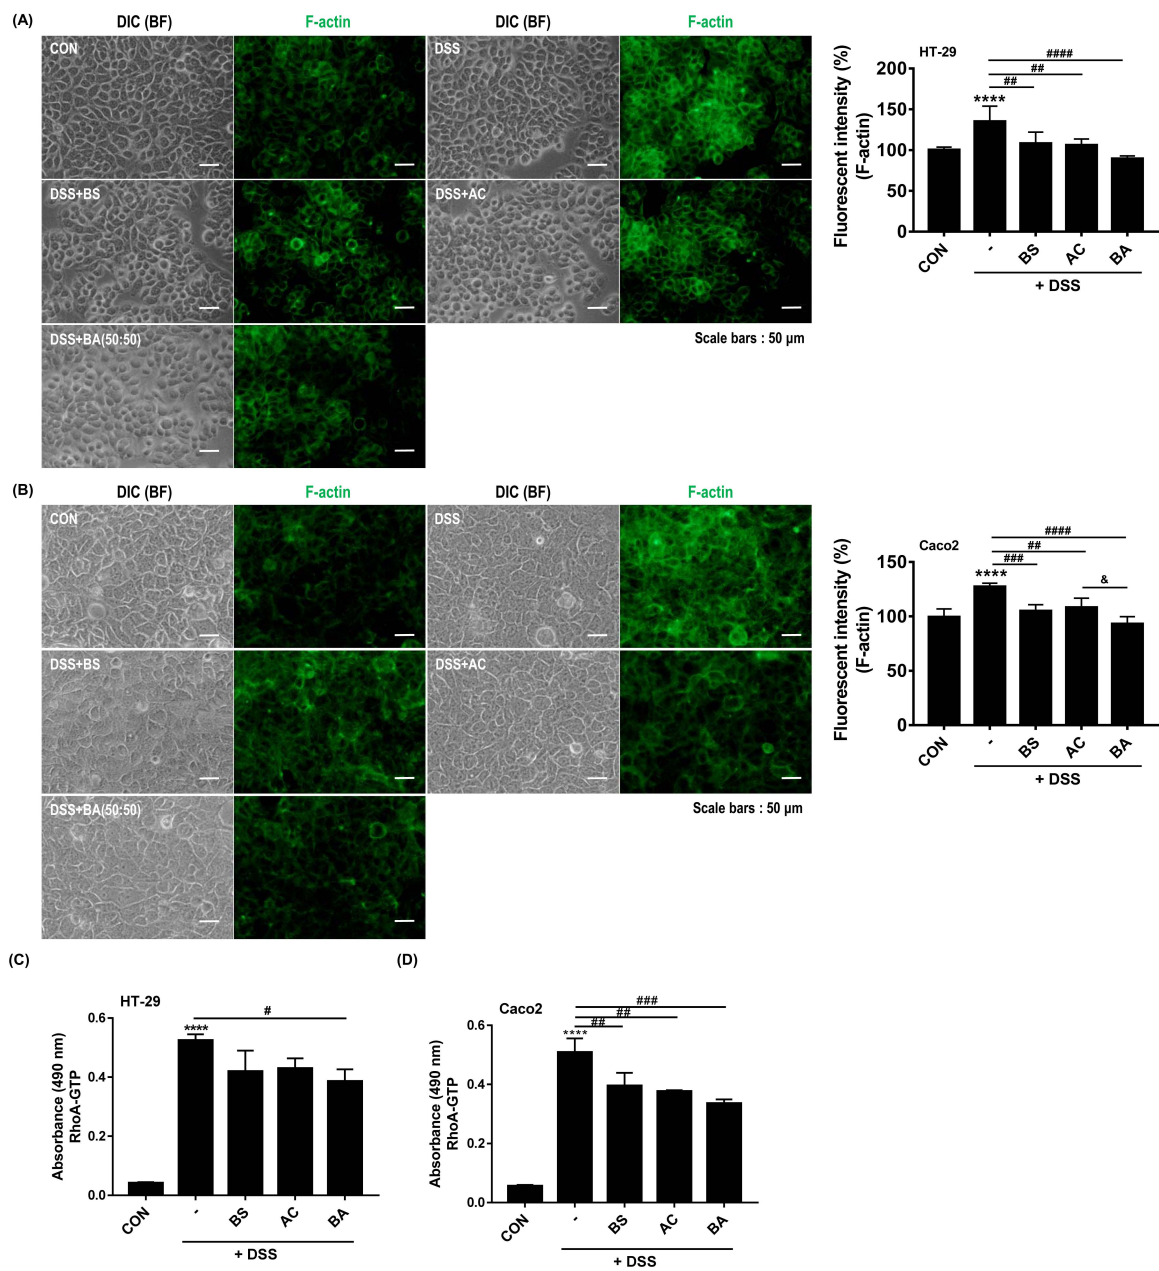 (A)
DIC (BF) F-actin DIC (BF) F-actin
CON DSS
DSS+BS DSS+AC
DSS+BA(50:50)
Scale bars : 50 µm
HT-29
Fluorescent intensity (%)
(F-actin)
200
150
100
50
0
####
##
##
****
CON - BS AC BA
+ DSS
(B)
DIC (BF) F-actin DIC (BF) F-actin
CON DSS
DSS+BS DSS+AC
DSS+BA(50:50)
Scale bars : 50 µm
Caco2
Fluorescent intensity (%)
(F-actin)
150
100
50
0
####
##
###
****
&
CON - BS AC BA
+ DSS
(C)
HT-29
Absorbance (490 nm)
RhoA-GTP
0.6
0.4
0.2
0.0
#
****
CON - BS AC BA
+ DSS
(D)
Caco2
Absorbance (490 nm)
RhoA-GTP
0.6
0.4
0.2
0.0
###
##
##
****
CON - BS AC BA
+ DSS